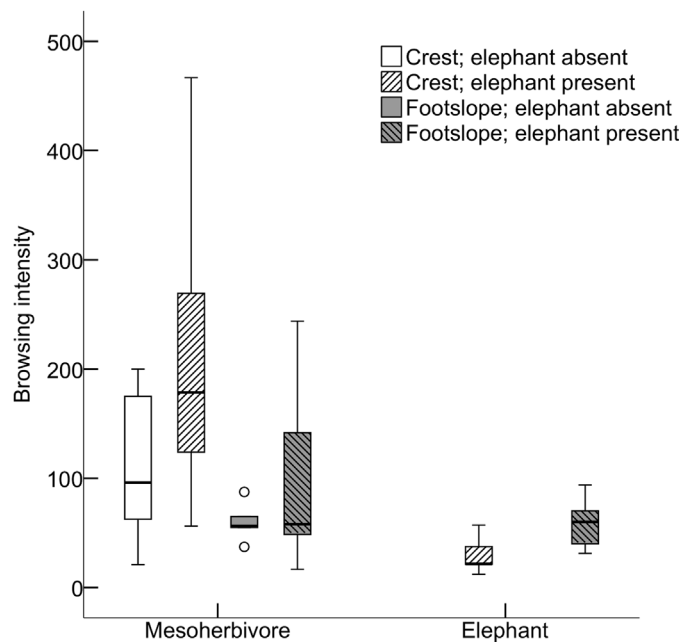 500
400
300
200
100
0
Browsing intensity
Crest; elephant absent
Crest; elephant present
Footslope; elephant absent
Footslope; elephant present
Mesoherbivore
Elephant